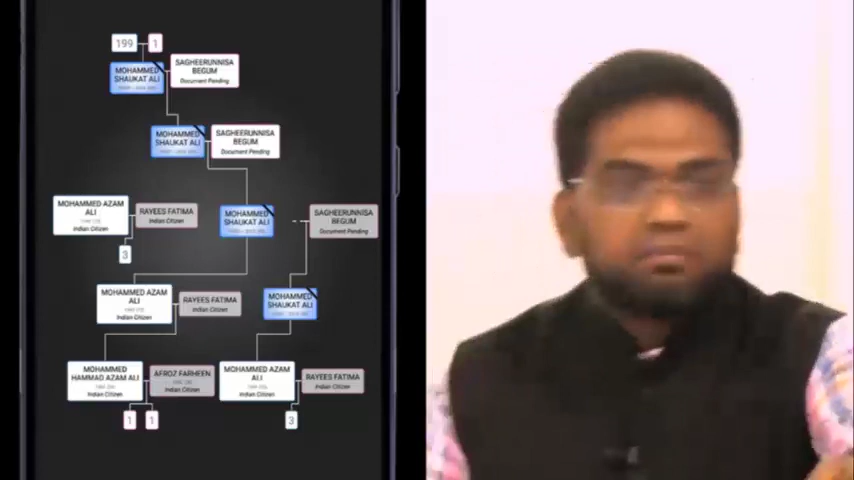 199
1
MOHAMMED
SHAUKAT ALI
SAGHEERUNNISA
BEGUM
Document Pending
MOHAMMED
SHAUKAT ALI
SAGHEERUNNISA
BEGUM
Document Pending
MOHAMMED AZAM
ALI
RAYEES FATIMA
Indian Citizen
3
MOHAMMED
SHAUKAT ALI
SAGHEERUNNISA
BEGUM
Document Pending
MOHAMMED AZAM
ALI
Indian Citizen
RAYEES FATIMA
Indian Citizen
MOHAMMED
SHAUKAT ALI
MOHAMMED
HAMMAD AZAM ALI
Indian Citizen
AFROZ FARHEEN
Indian Citizen
MOHAMMED AZAM
ALI
Indian Citizen
RAYEES FATIMA
Indian Citizen
1
1
3